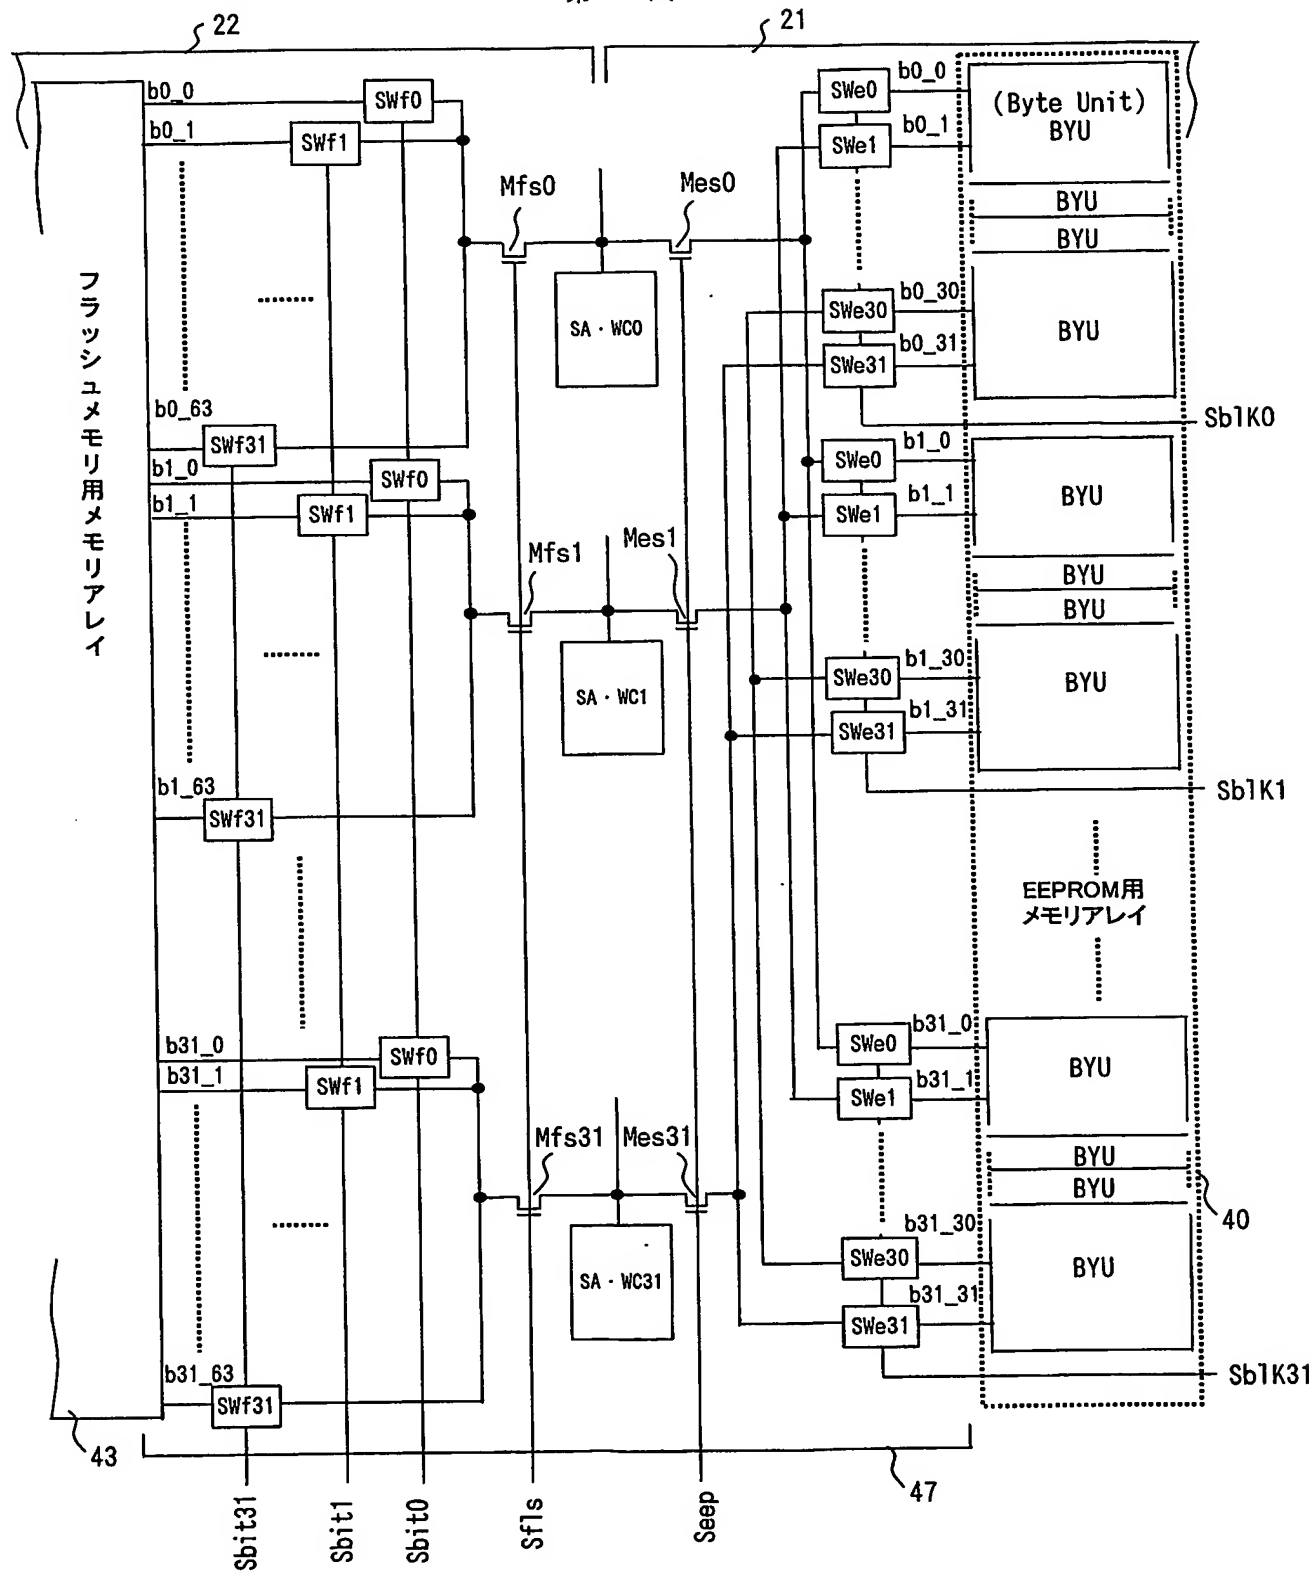 22
21
b0_0
SWf0
b0_1
SWf1
SWe0
b0_0
(Byte Unit)
BYU
SWe1
b0_1
Mfs0
Mes0
BYU
BYU
フラッシュメモリ用メモリアレイ
SA・WC0
SWe30
b0_30
BYU
SWe31
b0_31
b0_63
SWf31
SblK0
b1_0
SWf0
b1_1
SWf1
SWe0
b1_0
BYU
SWe1
b1_1
Mfs1
Mes1
BYU
BYU
SA・WC1
SWe30
b1_30
BYU
SWe31
b1_31
b1_63
SWf31
SblK1
EEPROM用
メモリアレイ
b31_0
SWf0
b31_1
SWf1
SWe0
b31_0
BYU
SWe1
b31_1
Mfs31
Mes31
BYU
BYU
40
SA・WC31
SWe30
b31_30
BYU
SWe31
b31_31
b31_63
SWf31
SblK31
43
47
Sbit31
Sbit1
Sbit0
Sfls
Seep